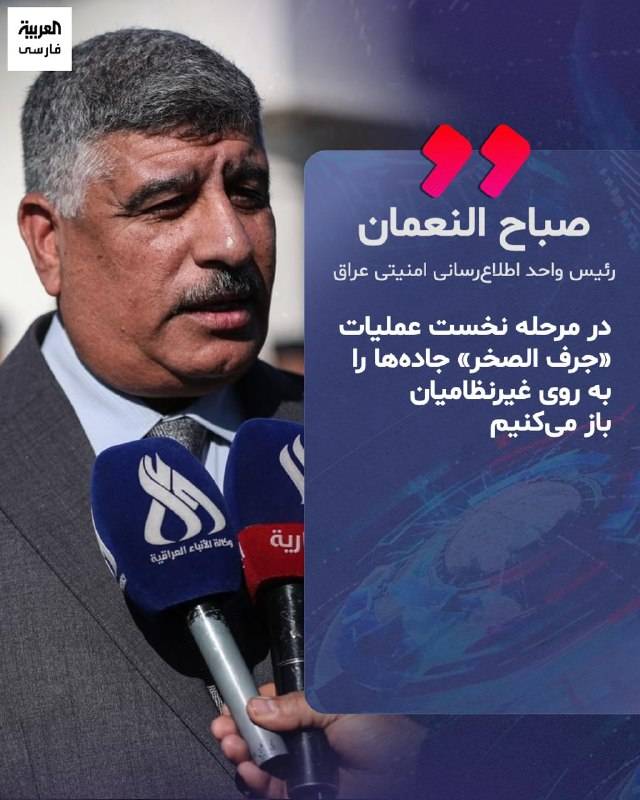 العربية
فارسی
صباح النعمان
رئیس واحد اطلاع‌رسانی امنیتی عراق
در مرحله نخست عملیات
«جرف الصخر» جاده‌ها را
به روی غیرنظامیان
باز می‌کنیم
وكالة الأنباء العراقية